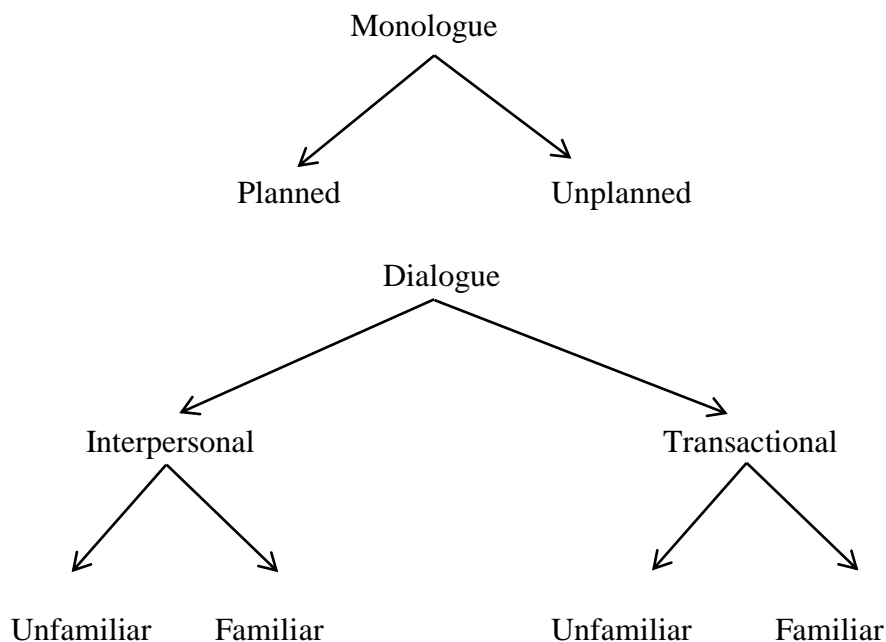 Monologue
Planned Unplanned
Dialogue
Interpersonal Transactional
Unfamiliar Familiar Unfamiliar Familiar